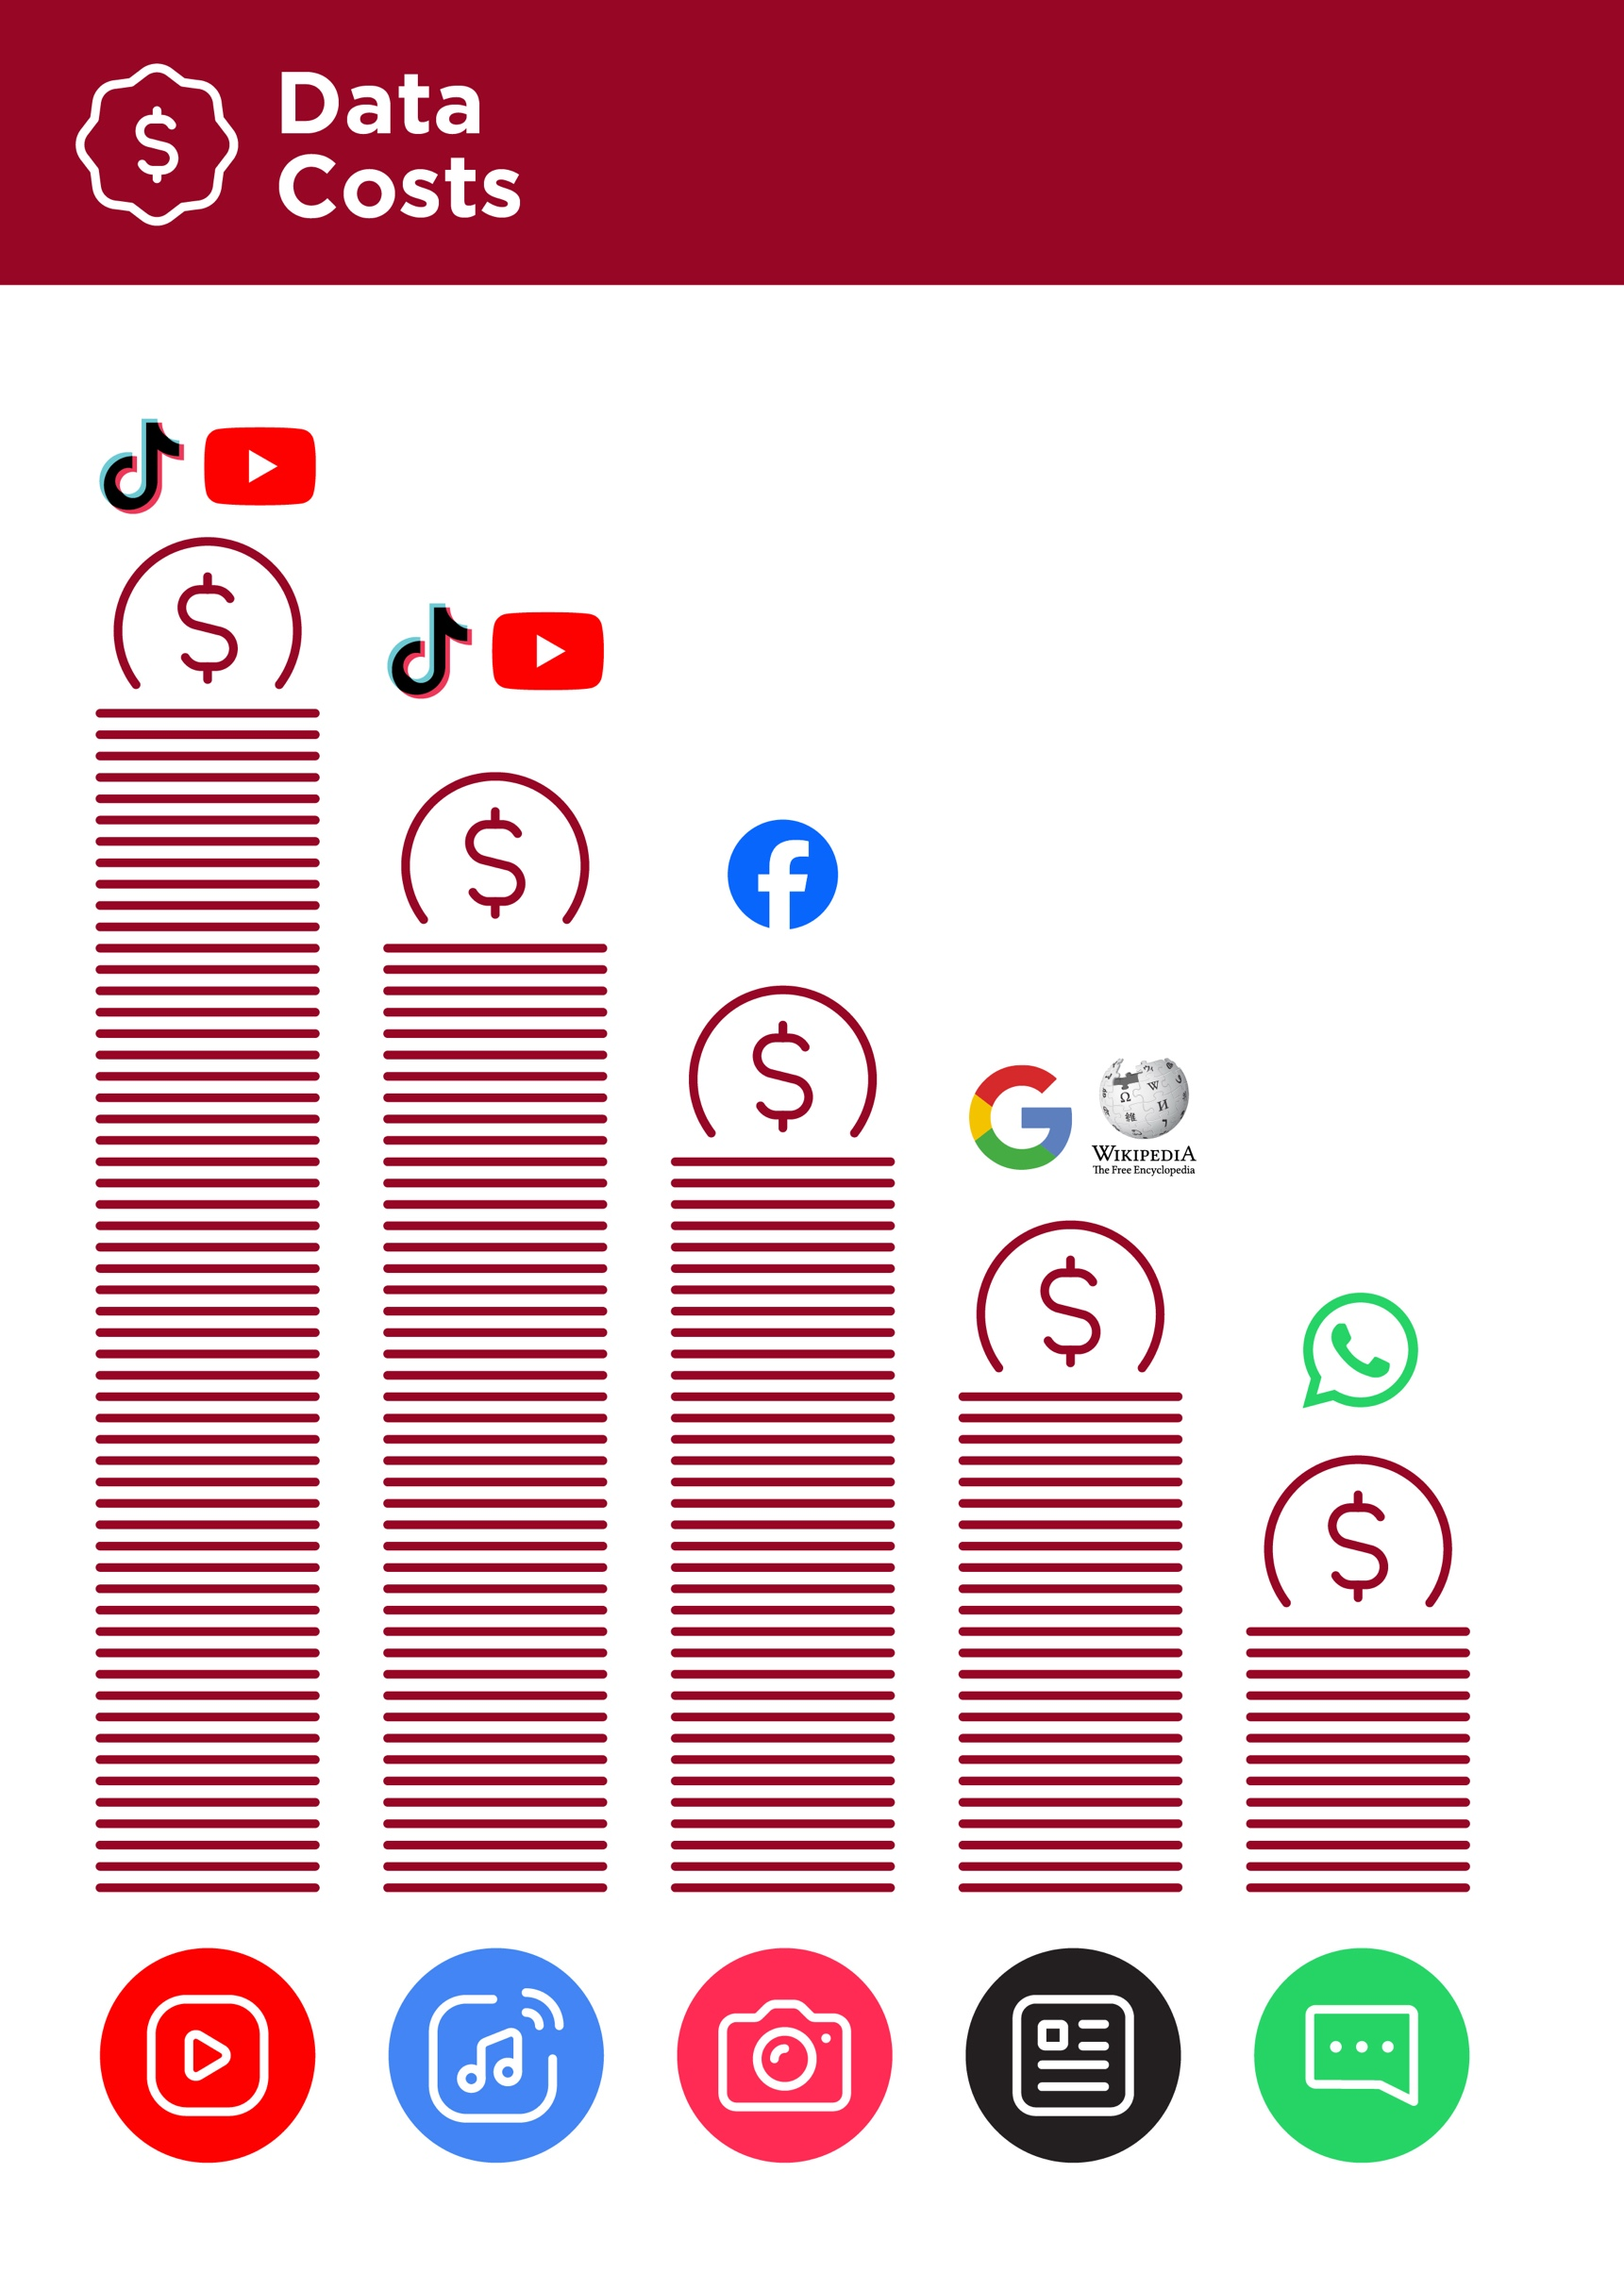 Data
Costs
WIKIPEDIA
The Free Encyclopedia